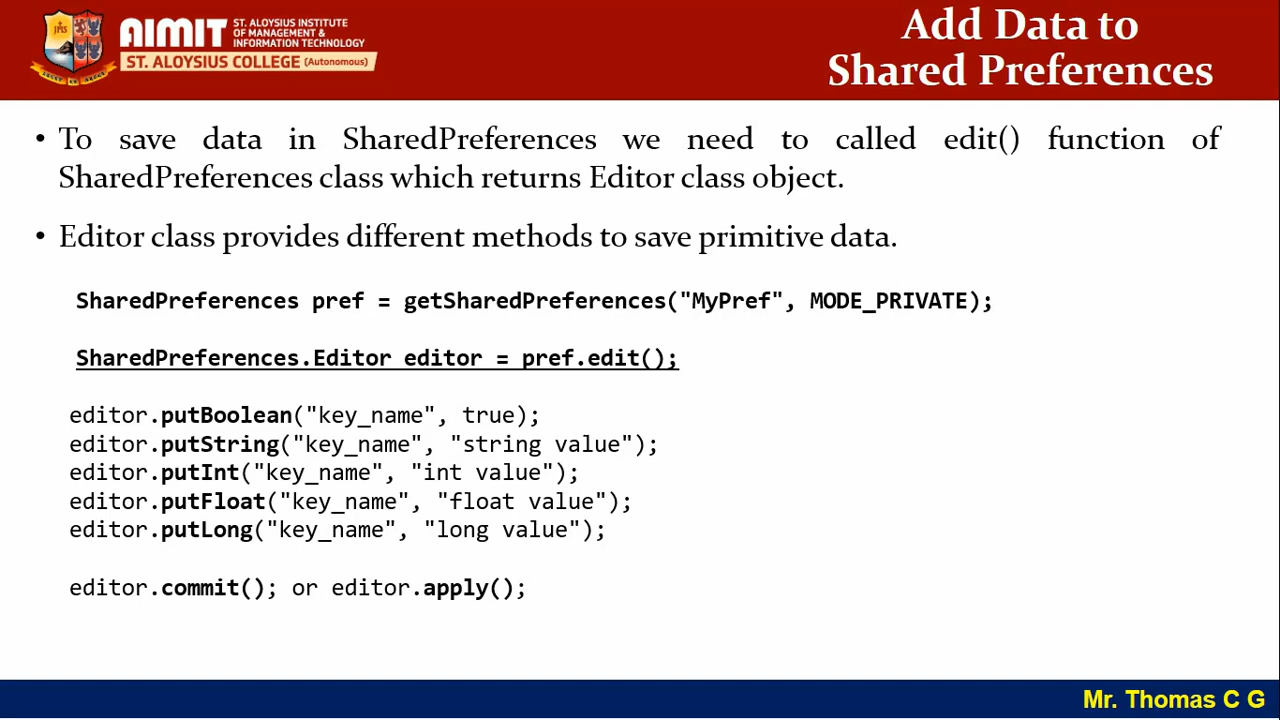 AIMIT
ST. ALOYSIUS INSTITUTE
OF MANAGEMENT &
INFORMATION TECHNOLOGY
ST. ALOYSIUS COLLEGE (Autonomous)
Add Data to
Shared Preferences
• To save data in SharedPreferences we need to called edit() function of
SharedPreferences class which returns Editor class object.
• Editor class provides different methods to save primitive data.
SharedPreferences pref = getSharedPreferences("MyPref", MODE_PRIVATE);
SharedPreferences.Editor editor = pref.edit();
editor.putBoolean("key_name", true);
editor.putString("key_name", "string value");
editor.putInt("key_name", "int value");
editor.putFloat("key_name", "float value");
editor.putLong("key_name", "long value");
editor.commit(); or editor.apply();
Mr. Thomas C G